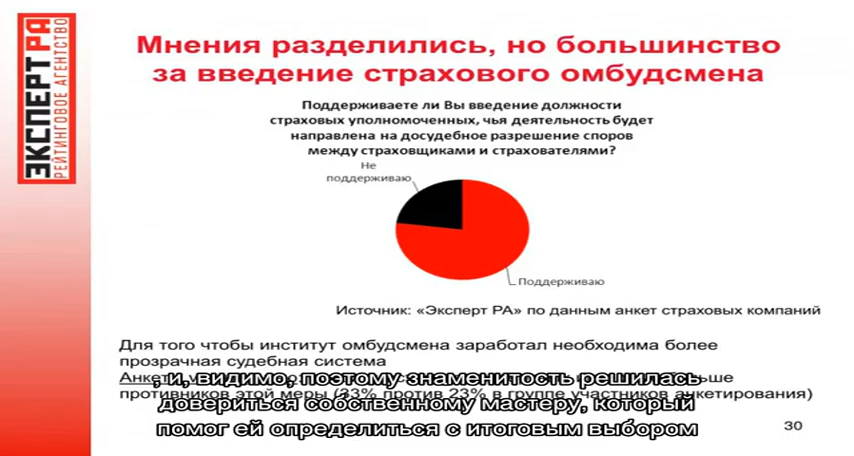 ЭКСПЕРТ РА
РЕЙТИНГОВОЕ АГЕНТСТВО
Мнения разделились, но большинство
за введение страхового омбудсмена
Поддерживаете ли Вы введение должности
страховых уполномоченных, чья деятельность будет
направлена на досудебное разрешение споров
между страховщиками и страхователями?
Не
поддерживаю
Поддерживаю
Источник: «Эксперт РА» по данным анкет страховых компаний
Для того чтобы институт омбудсмена заработал необходима более
прозрачная судебная система
противников этой меры (33% против 23% в группе участников анкетирования)
, и, видимо, поэтому знаменитость решилась
довериться собственному мастеру, который
помог ей определиться с итоговым выбором
30